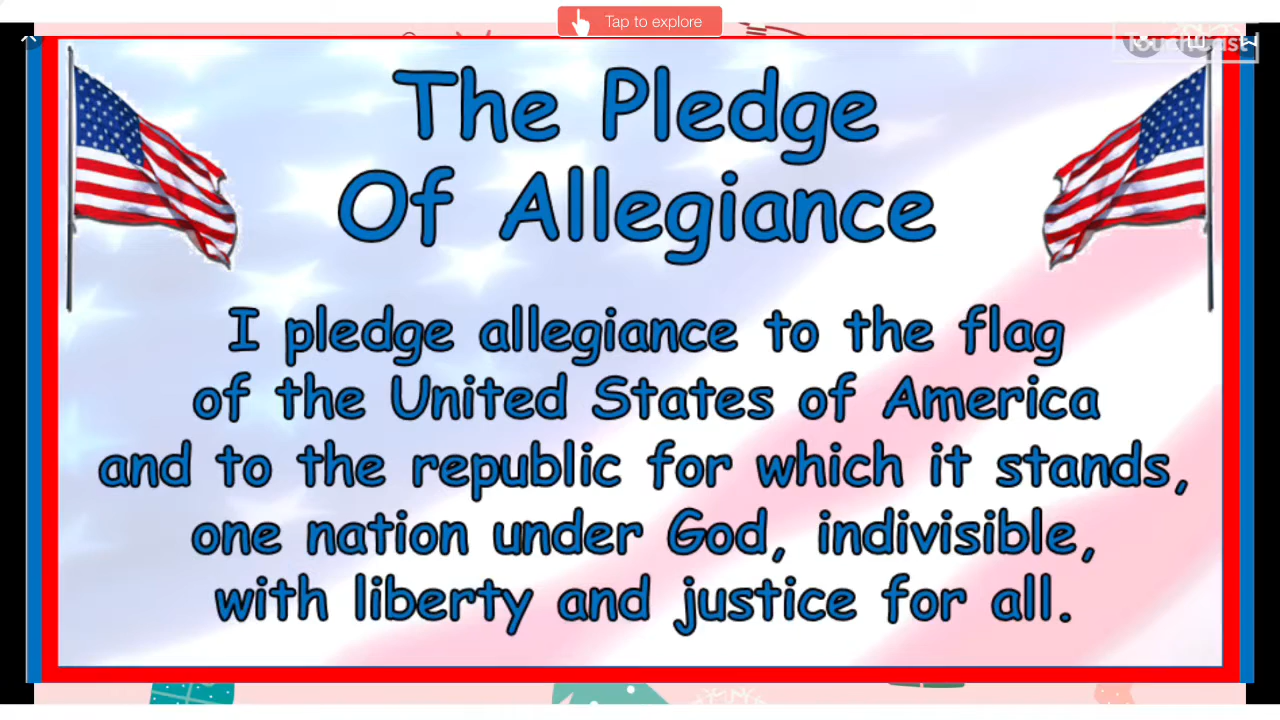 Tap to explore
TouchCast
The Pledge
Of Allegiance
I pledge allegiance to the flag
of the United States of America
and to the republic for which it stands,
one nation under God, indivisible,
with liberty and justice for all.